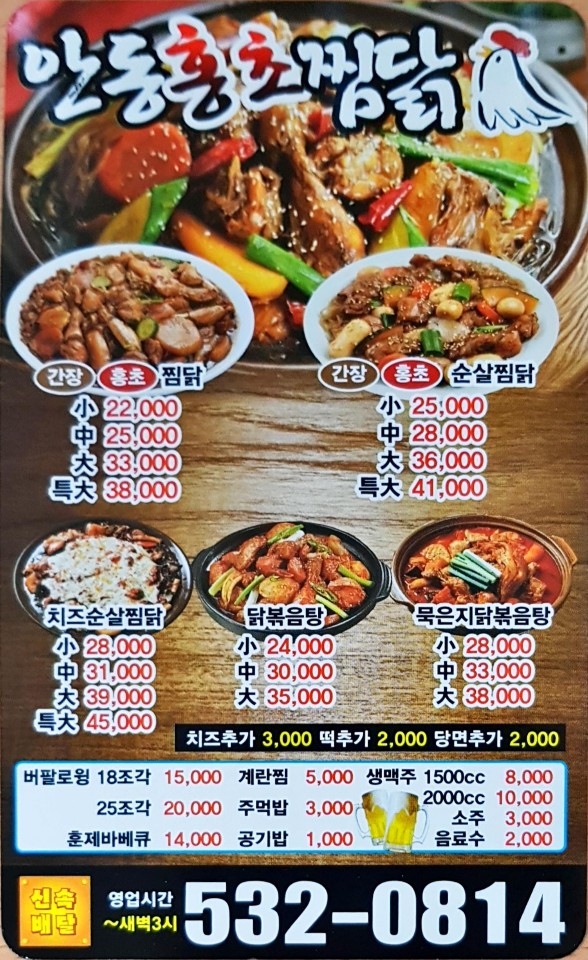 안동홍초찜닭
간장 홍초 찜닭
小 22,000
中 25,000
大 33,000
特大 38,000
간장 홍초 순살찜닭
小 25,000
中 28,000
大 36,000
特大 41,000
치즈순살찜닭
小 28,000
中 31,000
大 39,000
特大 45,000
닭볶음탕
小 24,000
中 30,000
大 35,000
묵은지닭볶음탕
小 28,000
中 33,000
大 38,000
치즈추가 3,000 떡추가 2,000 당면추가 2,000
버팔로윙 18조각 15,000
25조각 20,000
훈제바베큐 14,000
계란찜 5,000
주먹밥 3,000
공기밥 1,000
생맥주 1500cc 8,000
2000cc 10,000
소주 3,000
음료수 2,000
신속
배달
영업시간
~새벽3시
532-0814